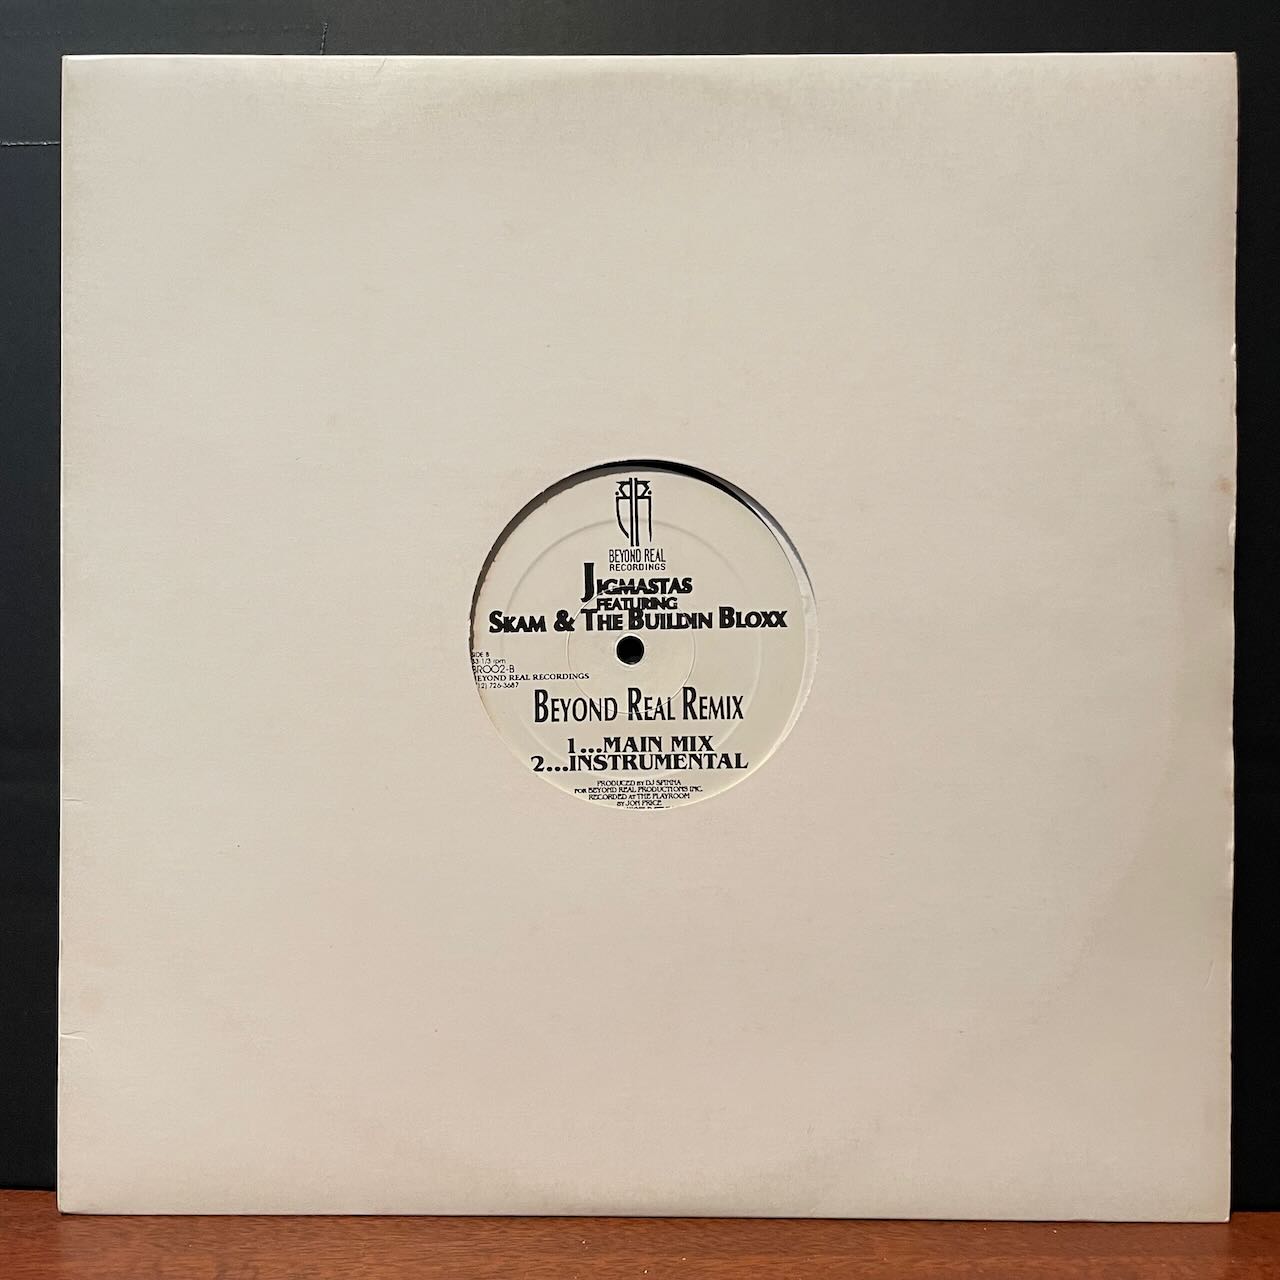 BEYOND REAL
RECORDINGS
JIGMASTAS
FEATURING
SKAM & THE BUILDIN BLOXX
SIDE B
33 1/3 rpm
BR002-B
BEYOND REAL RECORDINGS
726-3687
BEYOND REAL REMIX
1...MAIN MIX
2...INSTRUMENTAL
PRODUCED BY DJ SPINNA
FOR BEYOND REAL PRODUCTIONS INC.
RECORDED AT THE PLAYROOM
BY JON PRICE